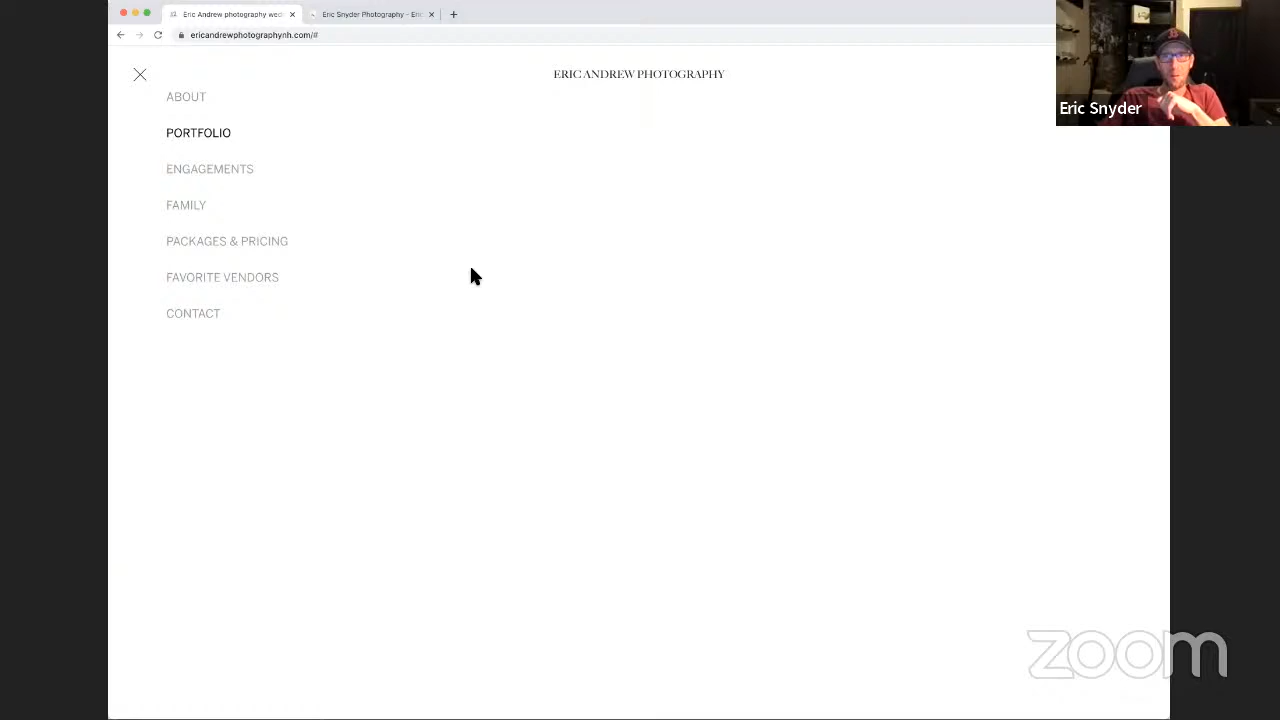 Eric Andrew photography wed
Eric Snyder Photography - Eric
ericandrewphotographynh.com/#
ERIC ANDREW PHOTOGRAPHY
ABOUT
PORTFOLIO
ENGAGEMENTS
FAMILY
PACKAGES & PRICING
FAVORITE VENDORS
CONTACT
Eric Snyder
zoom